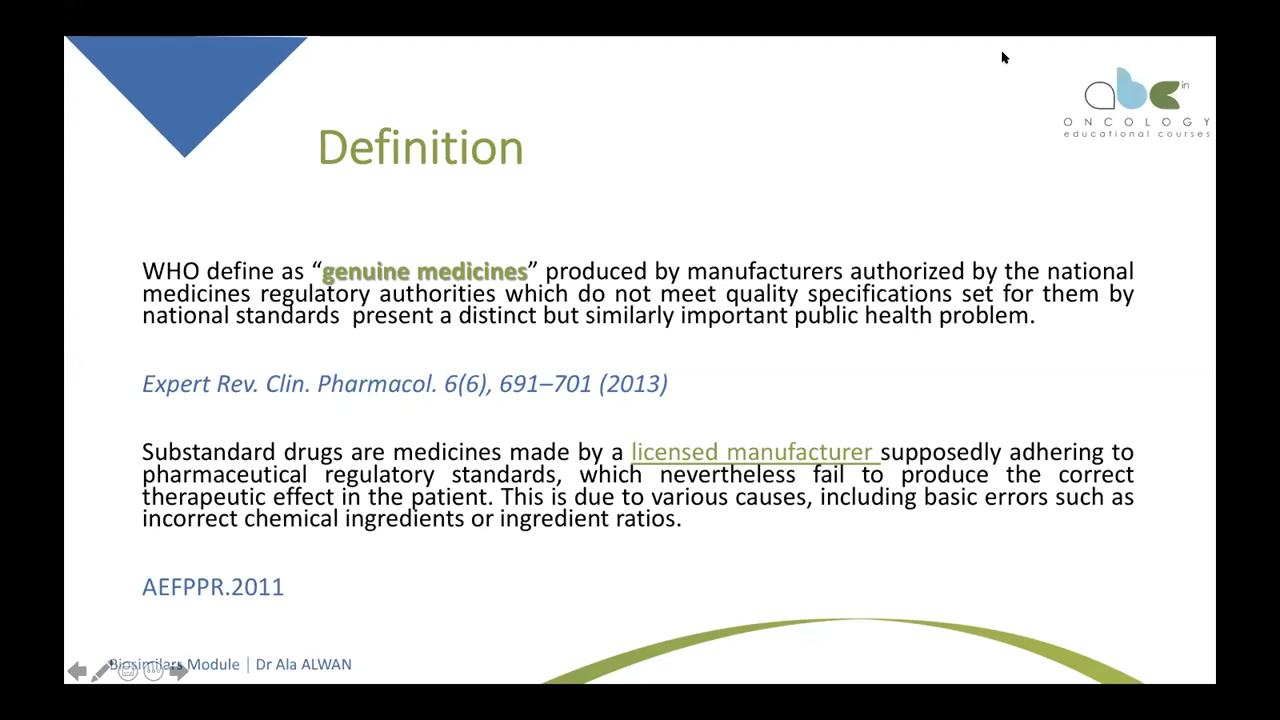 abc in
ONCOLOGY
educational courses
Definition
WHO define as “genuine medicines” produced by manufacturers authorized by the national
medicines regulatory authorities which do not meet quality specifications set for them by
national standards  present a distinct but similarly important public health problem.
Expert Rev. Clin. Pharmacol. 6(6), 691–701 (2013)
Substandard drugs are medicines made by a licensed manufacturer supposedly adhering to
pharmaceutical regulatory standards, which nevertheless fail to produce the correct
therapeutic effect in the patient. This is due to various causes, including basic errors such as
incorrect chemical ingredients or ingredient ratios.
AEFPPR.2011
Biosimilars Module | Dr Ala ALWAN